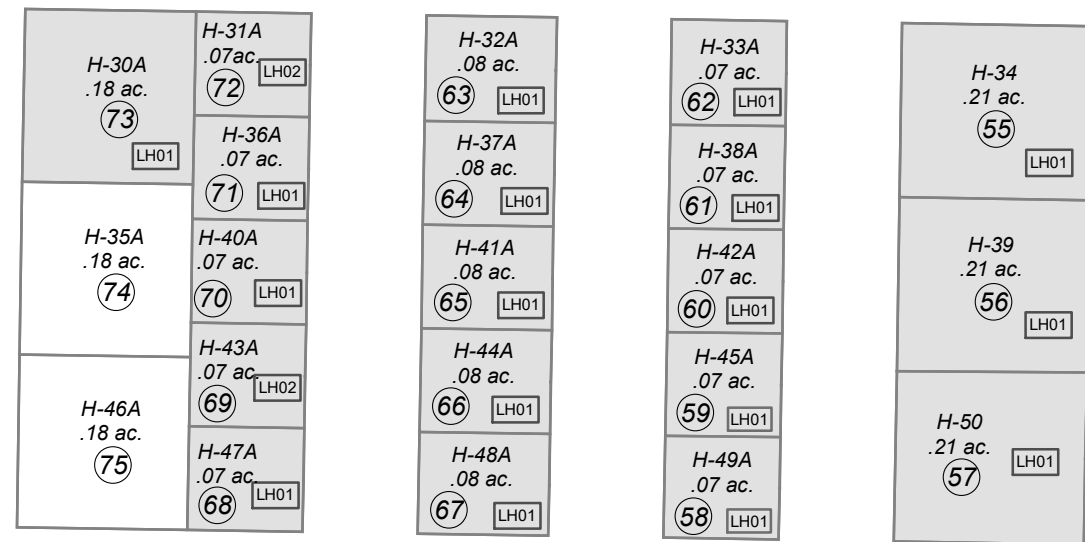 H-30A
.18 ac.
73
LH01
H-35A
.18 ac.
74
H-46A
.18 ac.
75
H-31A
.07ac.
LH02
72
H-36A
.07 ac.
71
LH01
H-40A
.07 ac.
70
LH01
H-43A
.07 ac.
LH02
69
H-47A
.07 ac.
LH01
68
H-32A
.08 ac.
63
LH01
H-37A
.08 ac.
64
LH01
H-41A
.08 ac.
65
LH01
H-44A
.08 ac.
66
LH01
H-48A
.08 ac.
67
LH01
H-33A
.07 ac.
62
LH01
H-38A
.07 ac.
61
LH01
H-42A
.07 ac.
60
LH01
H-45A
.07 ac.
59
LH01
H-49A
.07 ac.
58
LH01
H-34
.21 ac.
55
LH01
H-39
.21 ac.
56
LH01
H-50
.21 ac.
LH01
57